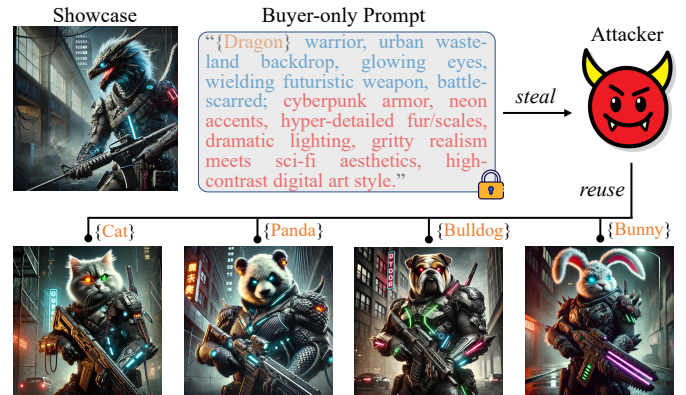 Showcase
Buyer-only Prompt
Attacker
“{Dragon} warrior, urban waste-
land backdrop, glowing eyes,
wielding futuristic weapon, battle-
scarred; cyberpunk armor, neon
accents, hyper-detailed fur/scales,
dramatic lighting, gritty realism
meets sci-fi aesthetics, high-
contrast digital art style.”
steal
reuse
{Cat}
{Panda}
{Bulldog}
{Bunny}